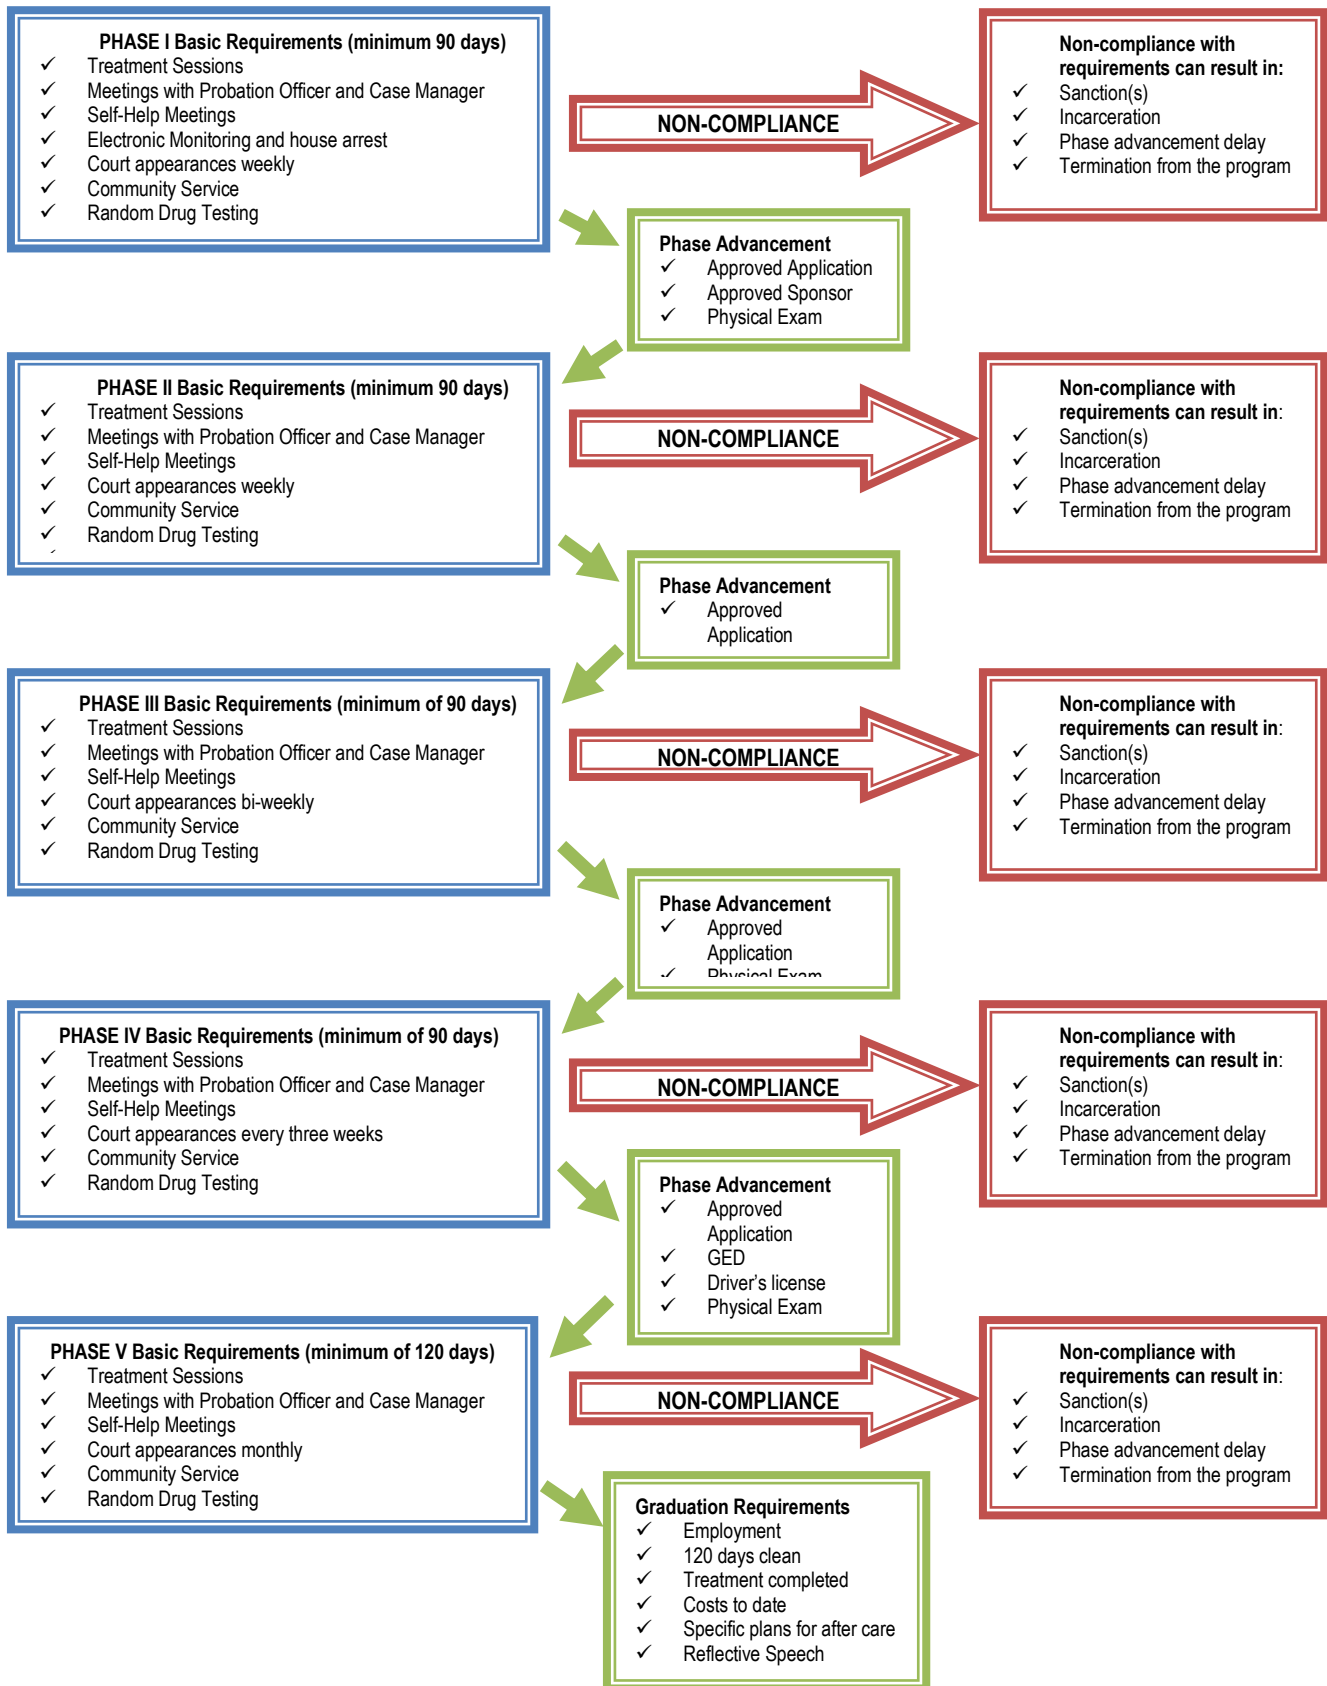 PHASE I Basic Requirements (minimum 90 days)
✓ Treatment Sessions
✓ Meetings with Probation Officer and Case Manager
✓ Self-Help Meetings
✓ Electronic Monitoring and house arrest
✓ Court appearances weekly
✓ Community Service
✓ Random Drug Testing
NON-COMPLIANCE
Non-compliance with
requirements can result in:
✓ Sanction(s)
✓ Incarceration
✓ Phase advancement delay
✓ Termination from the program
Phase Advancement
✓ Approved Application
✓ Approved Sponsor
✓ Physical Exam
PHASE II Basic Requirements (minimum 90 days)
✓ Treatment Sessions
✓ Meetings with Probation Officer and Case Manager
✓ Self-Help Meetings
✓ Court appearances weekly
✓ Community Service
✓ Random Drug Testing
NON-COMPLIANCE
Non-compliance with
requirements can result in:
✓ Sanction(s)
✓ Incarceration
✓ Phase advancement delay
✓ Termination from the program
Phase Advancement
✓ Approved
Application
PHASE III Basic Requirements (minimum of 90 days)
✓ Treatment Sessions
✓ Meetings with Probation Officer and Case Manager
✓ Self-Help Meetings
✓ Court appearances bi-weekly
✓ Community Service
✓ Random Drug Testing
NON-COMPLIANCE
Non-compliance with
requirements can result in:
✓ Sanction(s)
✓ Incarceration
✓ Phase advancement delay
✓ Termination from the program
Phase Advancement
✓ Approved
Application
✓ Physical Exam
PHASE IV Basic Requirements (minimum of 90 days)
✓ Treatment Sessions
✓ Meetings with Probation Officer and Case Manager
✓ Self-Help Meetings
✓ Court appearances every three weeks
✓ Community Service
✓ Random Drug Testing
NON-COMPLIANCE
Non-compliance with
requirements can result in:
✓ Sanction(s)
✓ Incarceration
✓ Phase advancement delay
✓ Termination from the program
Phase Advancement
✓ Approved
Application
✓ GED
✓ Driver’s license
✓ Physical Exam
PHASE V Basic Requirements (minimum of 120 days)
✓ Treatment Sessions
✓ Meetings with Probation Officer and Case Manager
✓ Self-Help Meetings
✓ Court appearances monthly
✓ Community Service
✓ Random Drug Testing
NON-COMPLIANCE
Non-compliance with
requirements can result in:
✓ Sanction(s)
✓ Incarceration
✓ Phase advancement delay
✓ Termination from the program
Graduation Requirements
✓ Employment
✓ 120 days clean
✓ Treatment completed
✓ Costs to date
✓ Specific plans for after care
✓ Reflective Speech